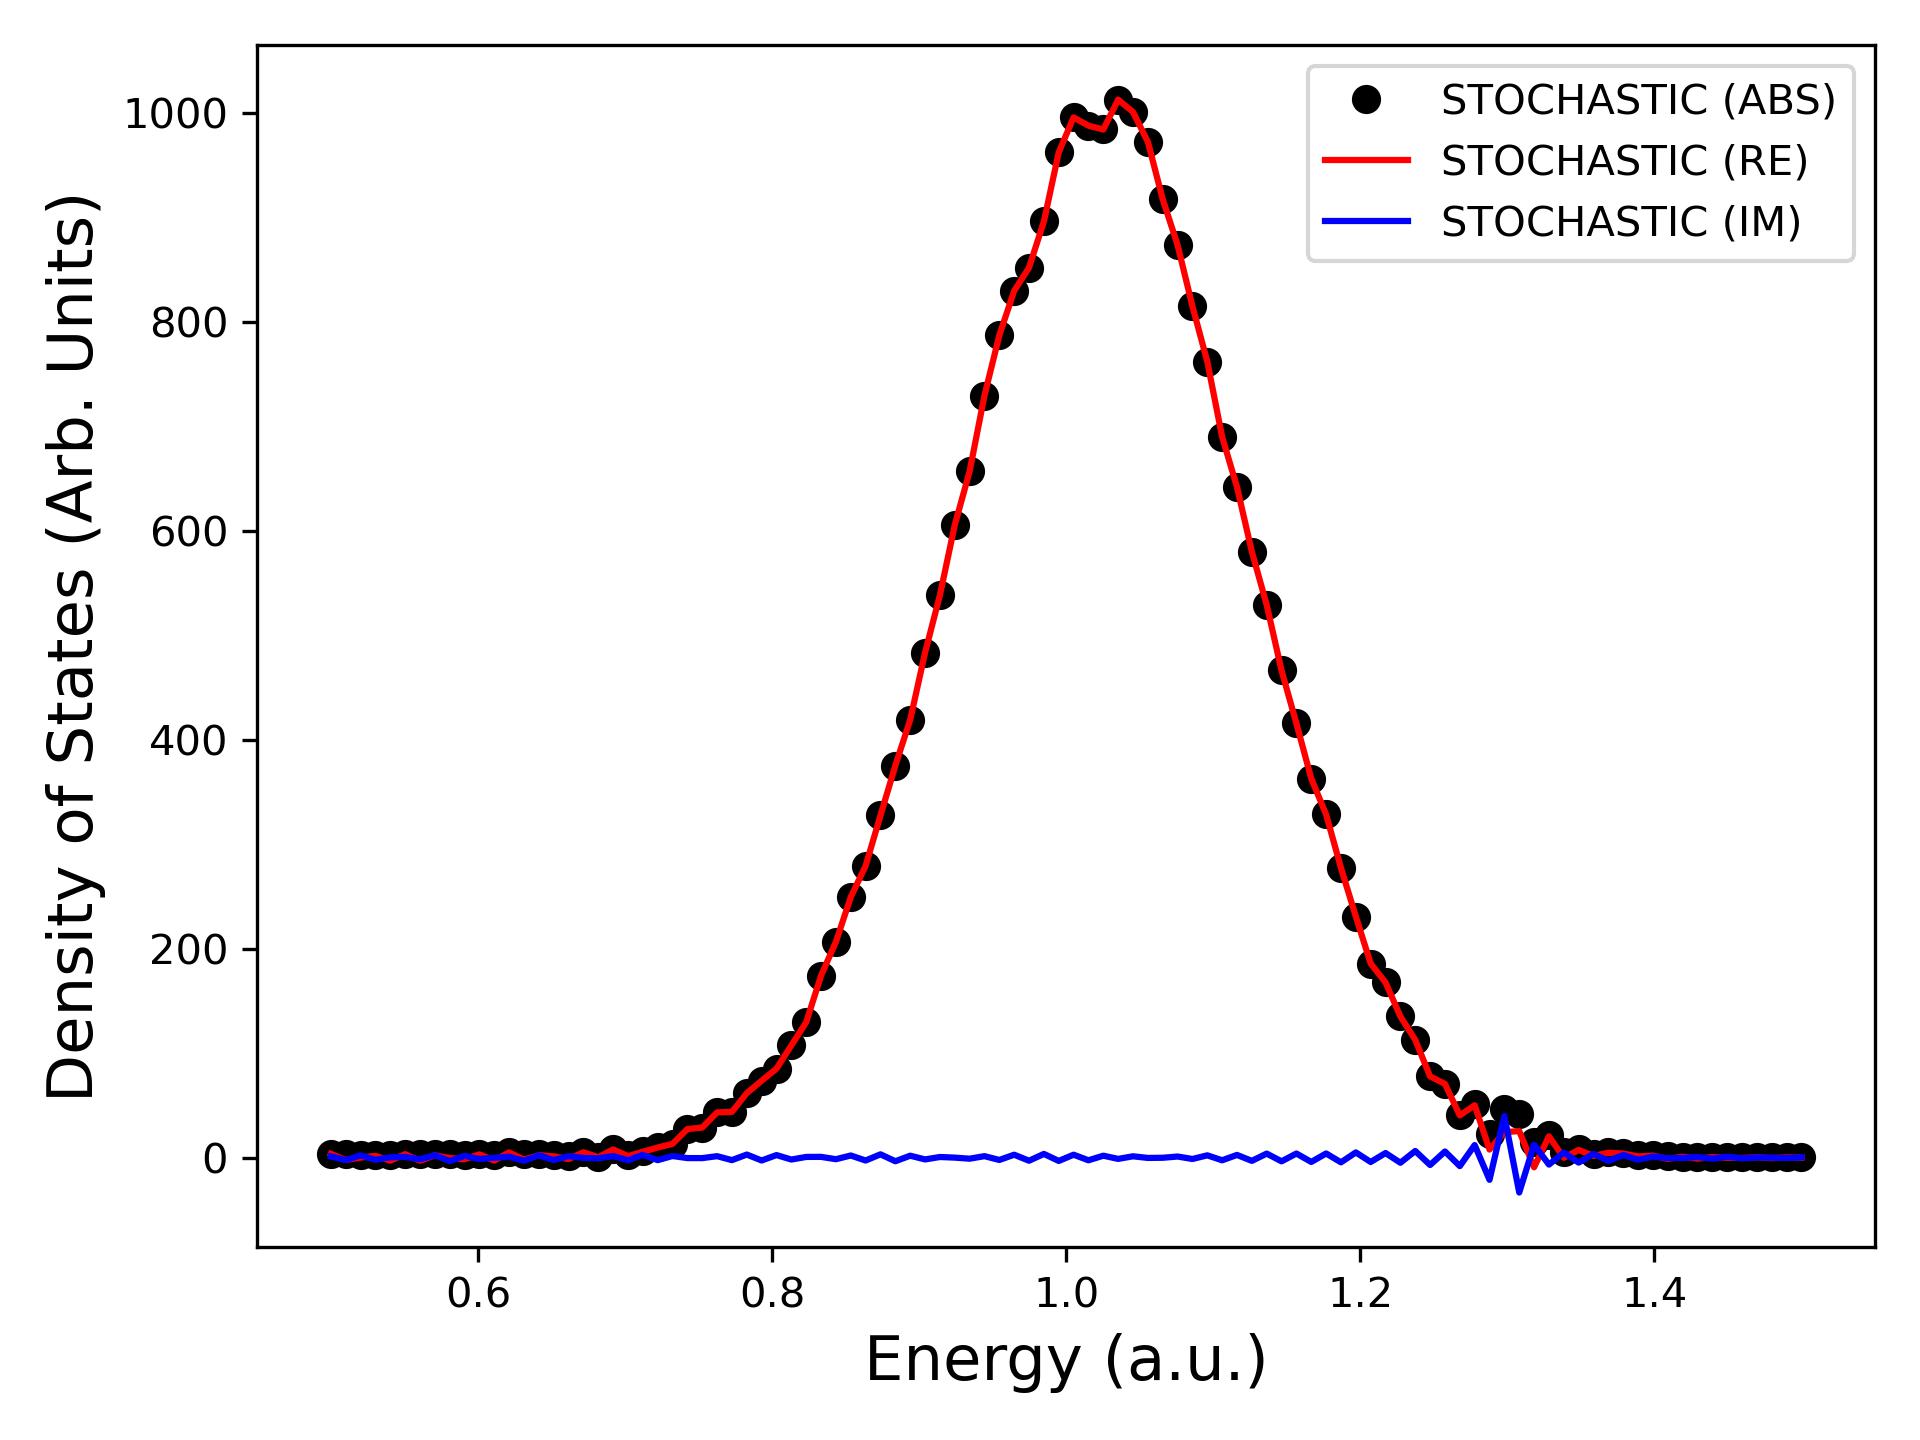 STOCHASTIC (ABS)
STOCHASTIC (RE)
STOCHASTIC (IM)
Density of States (Arb. Units)
1000
800
600
400
200
0
0.6 0.8 1.0 1.2 1.4
Energy (a.u.)